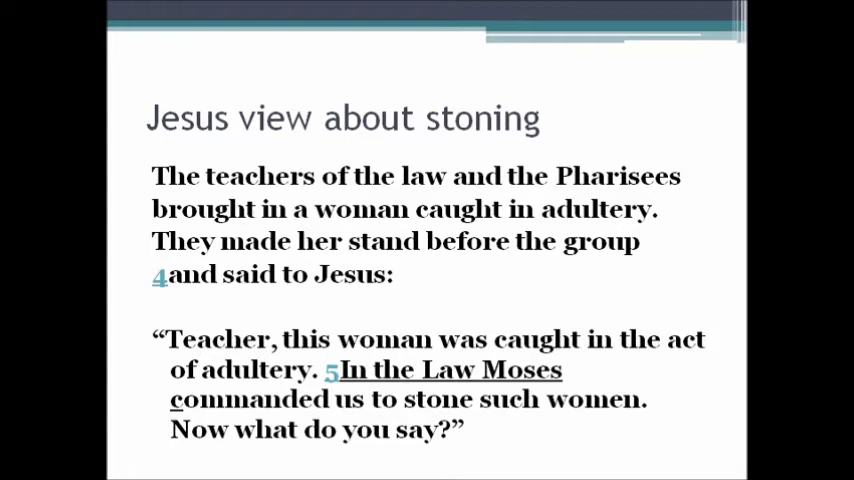 Jesus view about stoning
The teachers of the law and the Pharisees
brought in a woman caught in adultery.
They made her stand before the group
4and said to Jesus:
“Teacher, this woman was caught in the act
of adultery. 5In the Law Moses
commanded us to stone such women.
Now what do you say?”